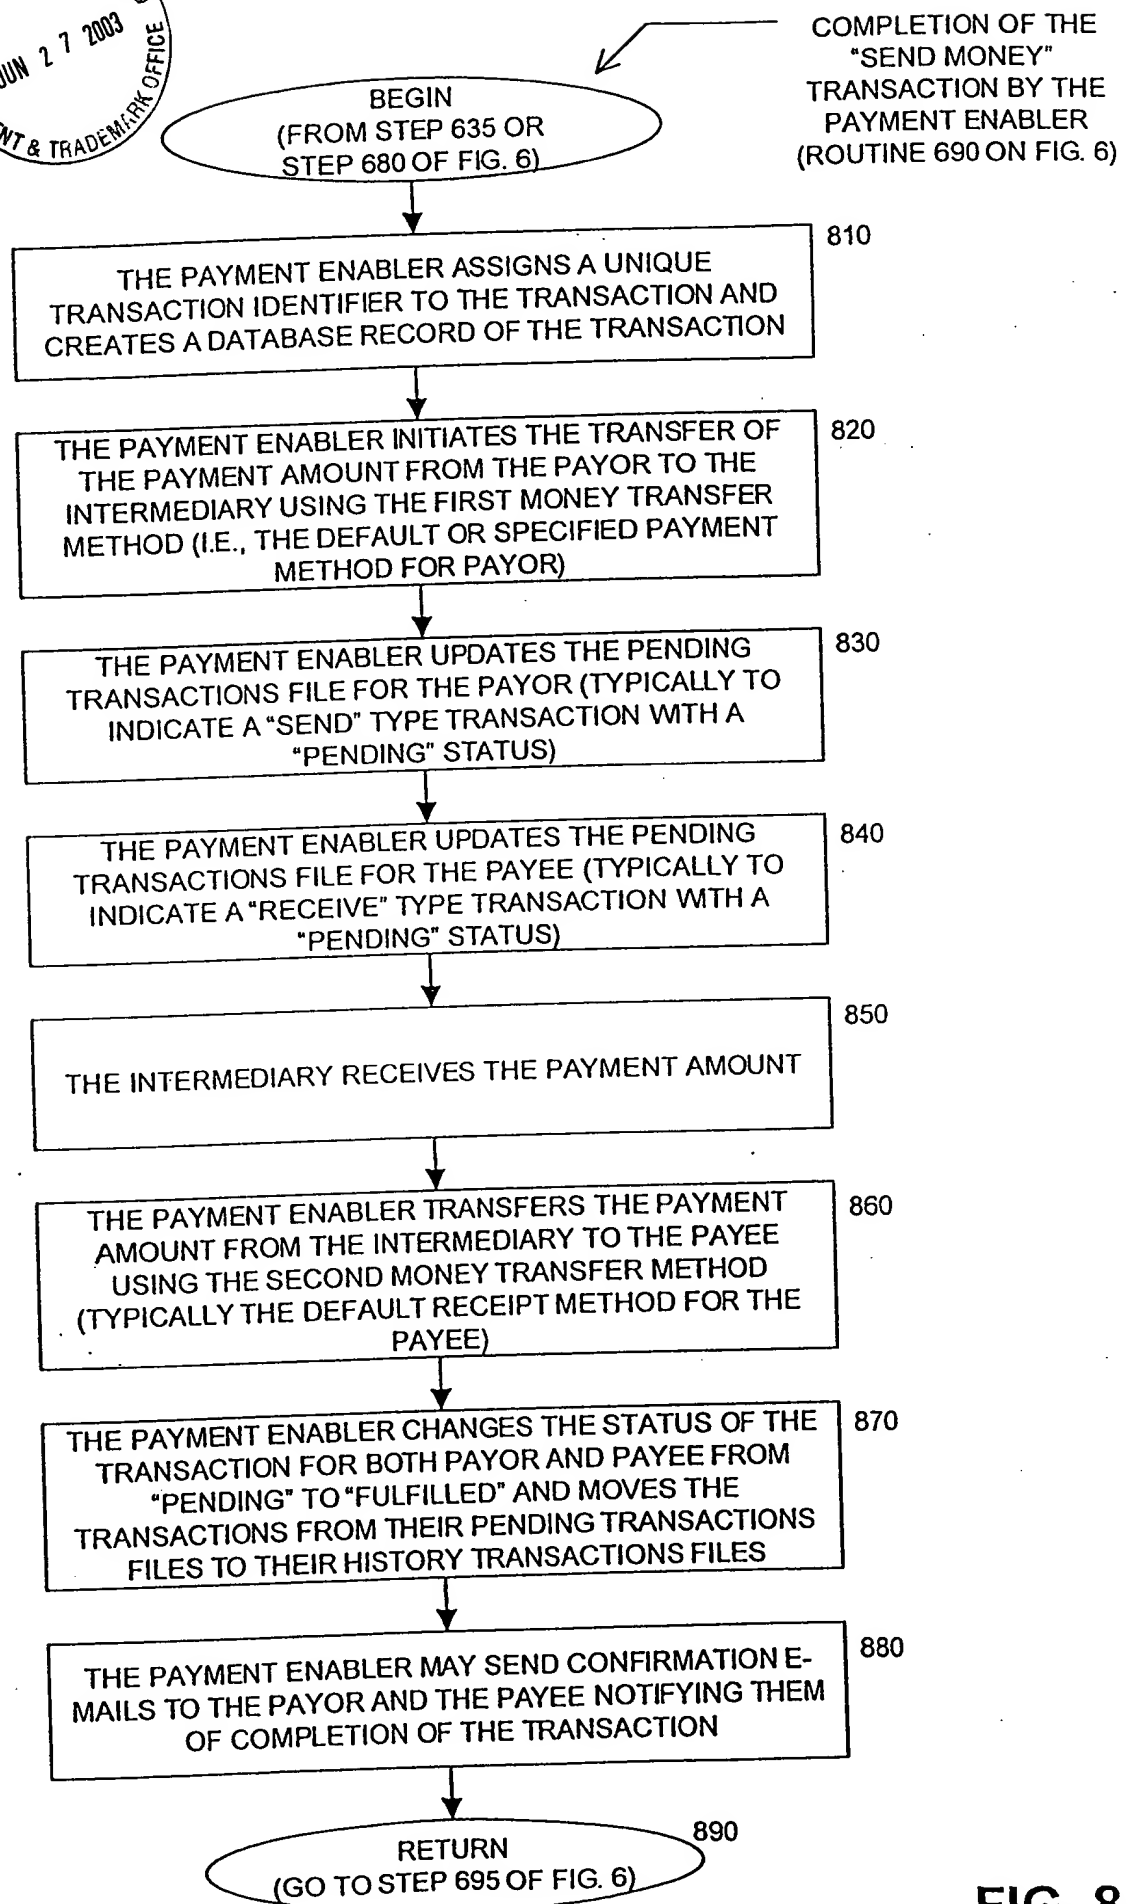 JUN 27 2003
ENT & TRADEMARK OFFICE
COMPLETION OF THE
“SEND MONEY”
TRANSACTION BY THE
PAYMENT ENABLER
(ROUTINE 690 ON FIG. 6)
BEGIN
(FROM STEP 635 OR
STEP 680 OF FIG. 6)
810
THE PAYMENT ENABLER ASSIGNS A UNIQUE
TRANSACTION IDENTIFIER TO THE TRANSACTION AND
CREATES A DATABASE RECORD OF THE TRANSACTION
820
THE PAYMENT ENABLER INITIATES THE TRANSFER OF
THE PAYMENT AMOUNT FROM THE PAYOR TO THE
INTERMEDIARY USING THE FIRST MONEY TRANSFER
METHOD (I.E., THE DEFAULT OR SPECIFIED PAYMENT
METHOD FOR PAYOR)
830
THE PAYMENT ENABLER UPDATES THE PENDING
TRANSACTIONS FILE FOR THE PAYOR (TYPICALLY TO
INDICATE A “SEND” TYPE TRANSACTION WITH A
“PENDING” STATUS)
840
THE PAYMENT ENABLER UPDATES THE PENDING
TRANSACTIONS FILE FOR THE PAYEE (TYPICALLY TO
INDICATE A “RECEIVE” TYPE TRANSACTION WITH A
“PENDING” STATUS)
850
THE INTERMEDIARY RECEIVES THE PAYMENT AMOUNT
860
THE PAYMENT ENABLER TRANSFERS THE PAYMENT
AMOUNT FROM THE INTERMEDIARY TO THE PAYEE
USING THE SECOND MONEY TRANSFER METHOD
(TYPICALLY THE DEFAULT RECEIPT METHOD FOR THE
PAYEE)
870
THE PAYMENT ENABLER CHANGES THE STATUS OF THE
TRANSACTION FOR BOTH PAYOR AND PAYEE FROM
“PENDING” TO “FULFILLED” AND MOVES THE
TRANSACTIONS FROM THEIR PENDING TRANSACTIONS
FILES TO THEIR HISTORY TRANSACTIONS FILES
880
THE PAYMENT ENABLER MAY SEND CONFIRMATION E-
MAILS TO THE PAYOR AND THE PAYEE NOTIFYING THEM
OF COMPLETION OF THE TRANSACTION
890
RETURN
(GO TO STEP 695 OF FIG. 6)
FIG. 8